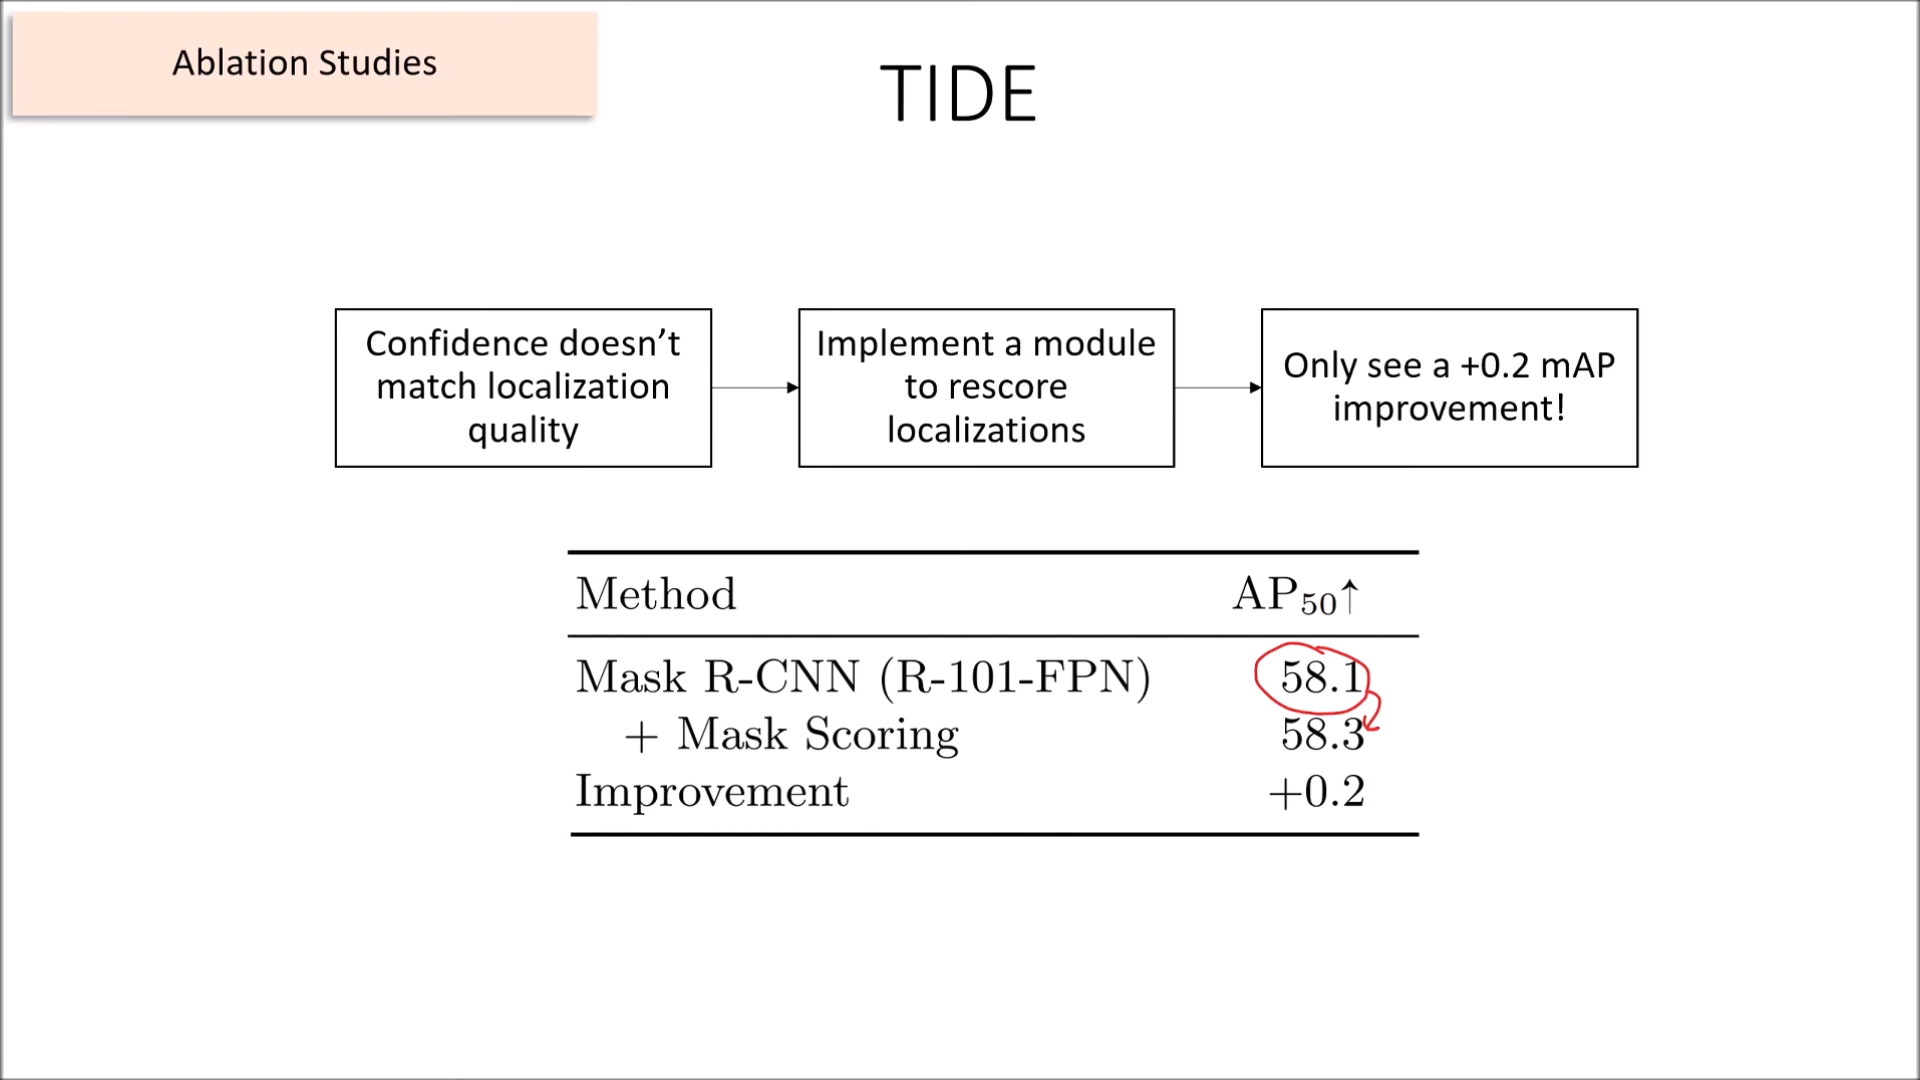 Ablation Studies
TIDE
Confidence doesn’t
match localization
quality
Implement a module
to rescore
localizations
Only see a +0.2 mAP
improvement!
Method AP₅₀↑
Mask R-CNN (R-101-FPN) 58.1
+ Mask Scoring 58.3
Improvement +0.2